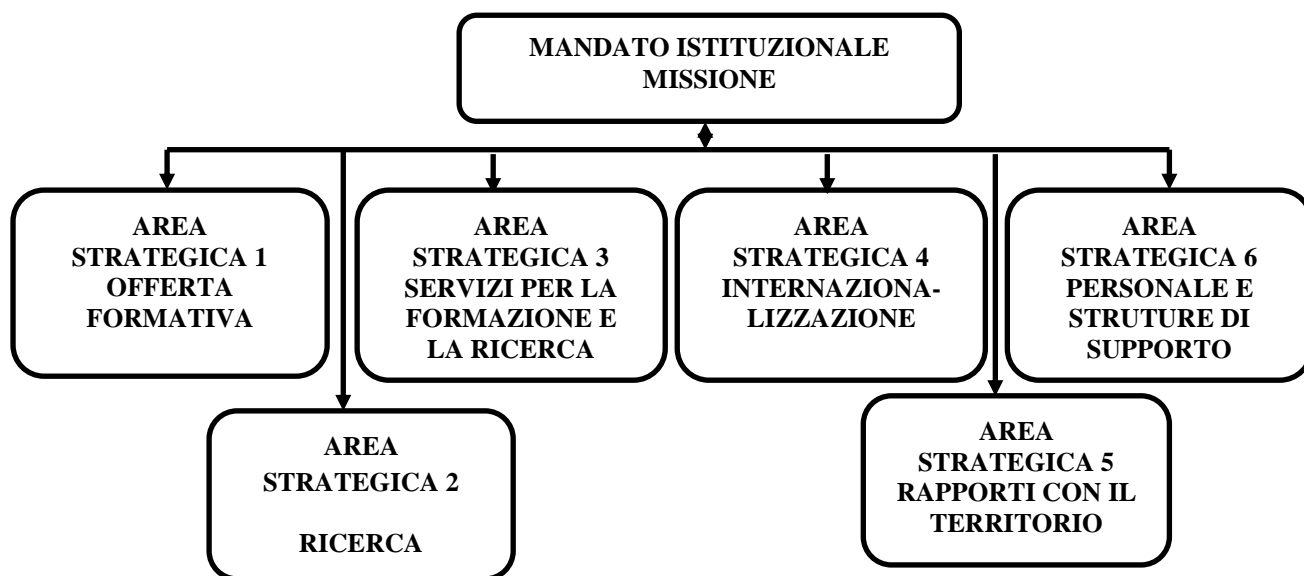 MANDATO ISTITUZIONALE
MISSIONE
AREA
STRATEGICA 1
OFFERTA
FORMATIVA
AREA
STRATEGICA 3
SERVIZI PER LA
FORMAZIONE E
LA RICERCA
AREA
STRATEGICA 4
INTERNAZIONA-
LIZZAZIONE
AREA
STRATEGICA 6
PERSONALE E
STRUTURE DI
SUPPORTO
AREA
STRATEGICA 2
RICERCA
AREA
STRATEGICA 5
RAPPORTI CON IL
TERRITORIO